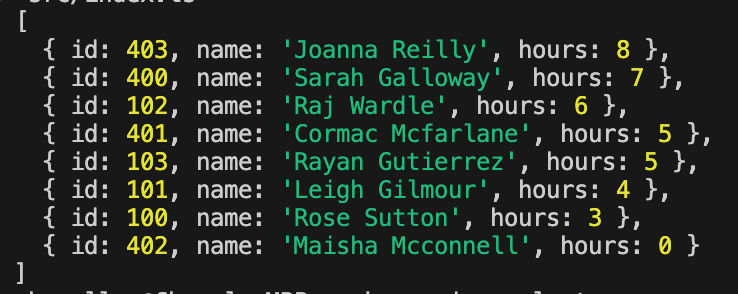 [
{ id: 403, name: 'Joanna Reilly', hours: 8 },
{ id: 400, name: 'Sarah Galloway', hours: 7 },
{ id: 102, name: 'Raj Wardle', hours: 6 },
{ id: 401, name: 'Cormac Mcfarlane', hours: 5 },
{ id: 103, name: 'Rayan Gutierrez', hours: 5 },
{ id: 101, name: 'Leigh Gilmour', hours: 4 },
{ id: 100, name: 'Rose Sutton', hours: 3 },
{ id: 402, name: 'Maisha Mcconnell', hours: 0 }
]